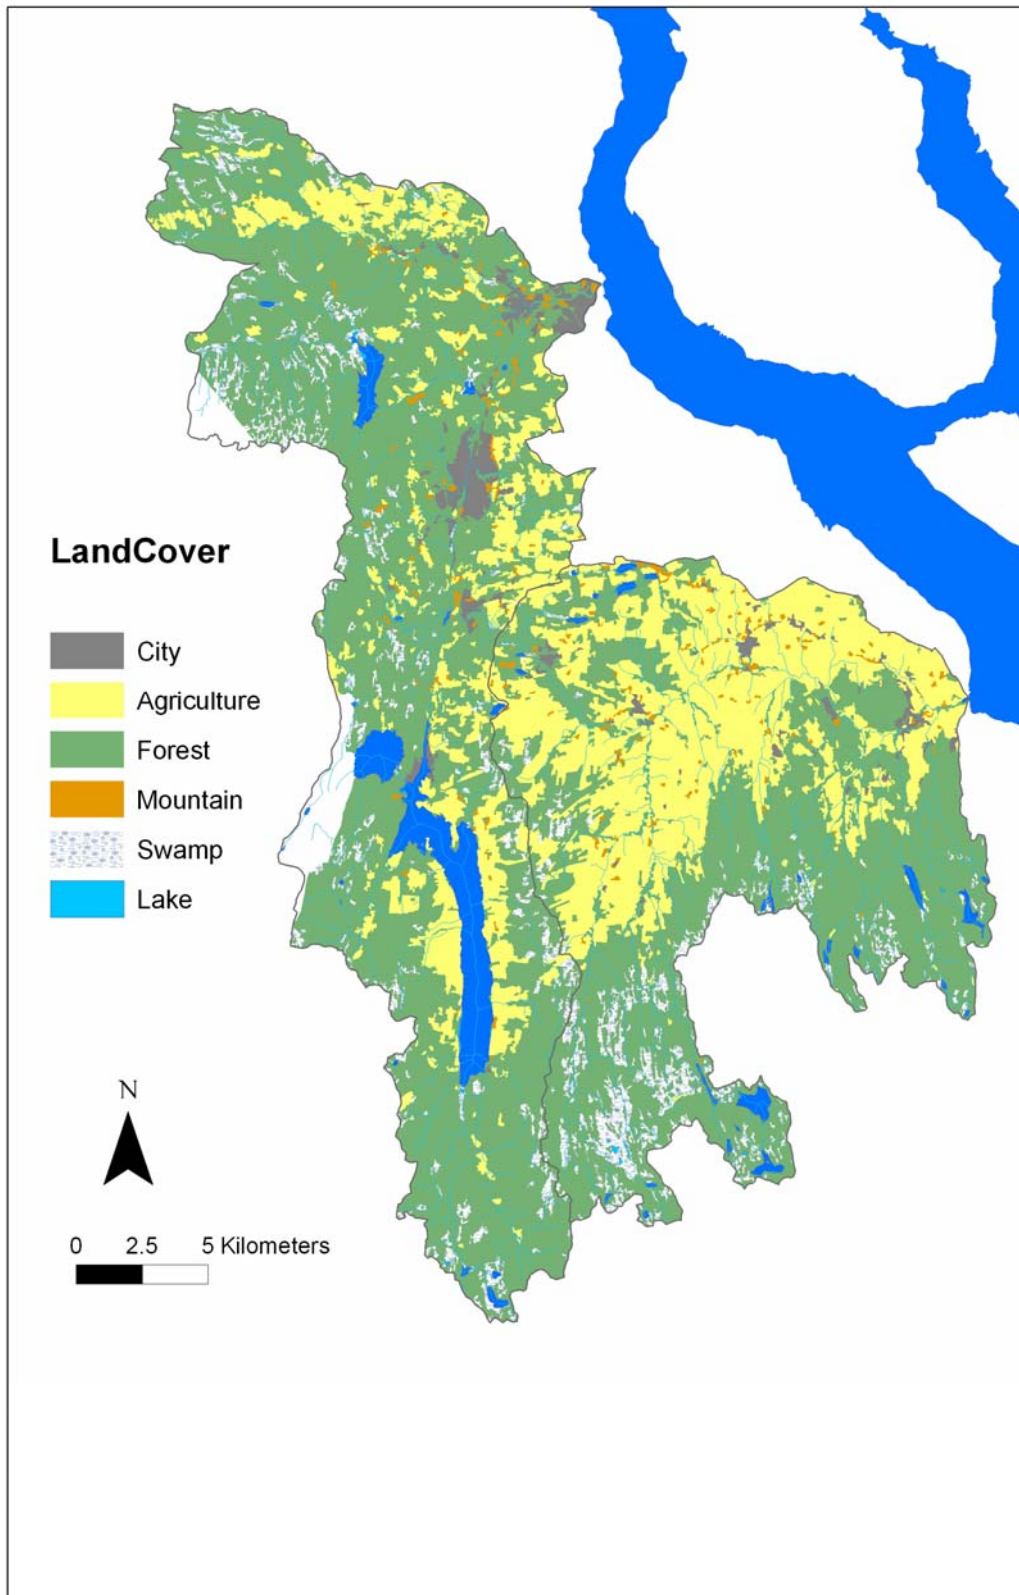 LandCover
City
Agriculture
Forest
Mountain
Swamp
Lake
N
0 2.5 5 Kilometers